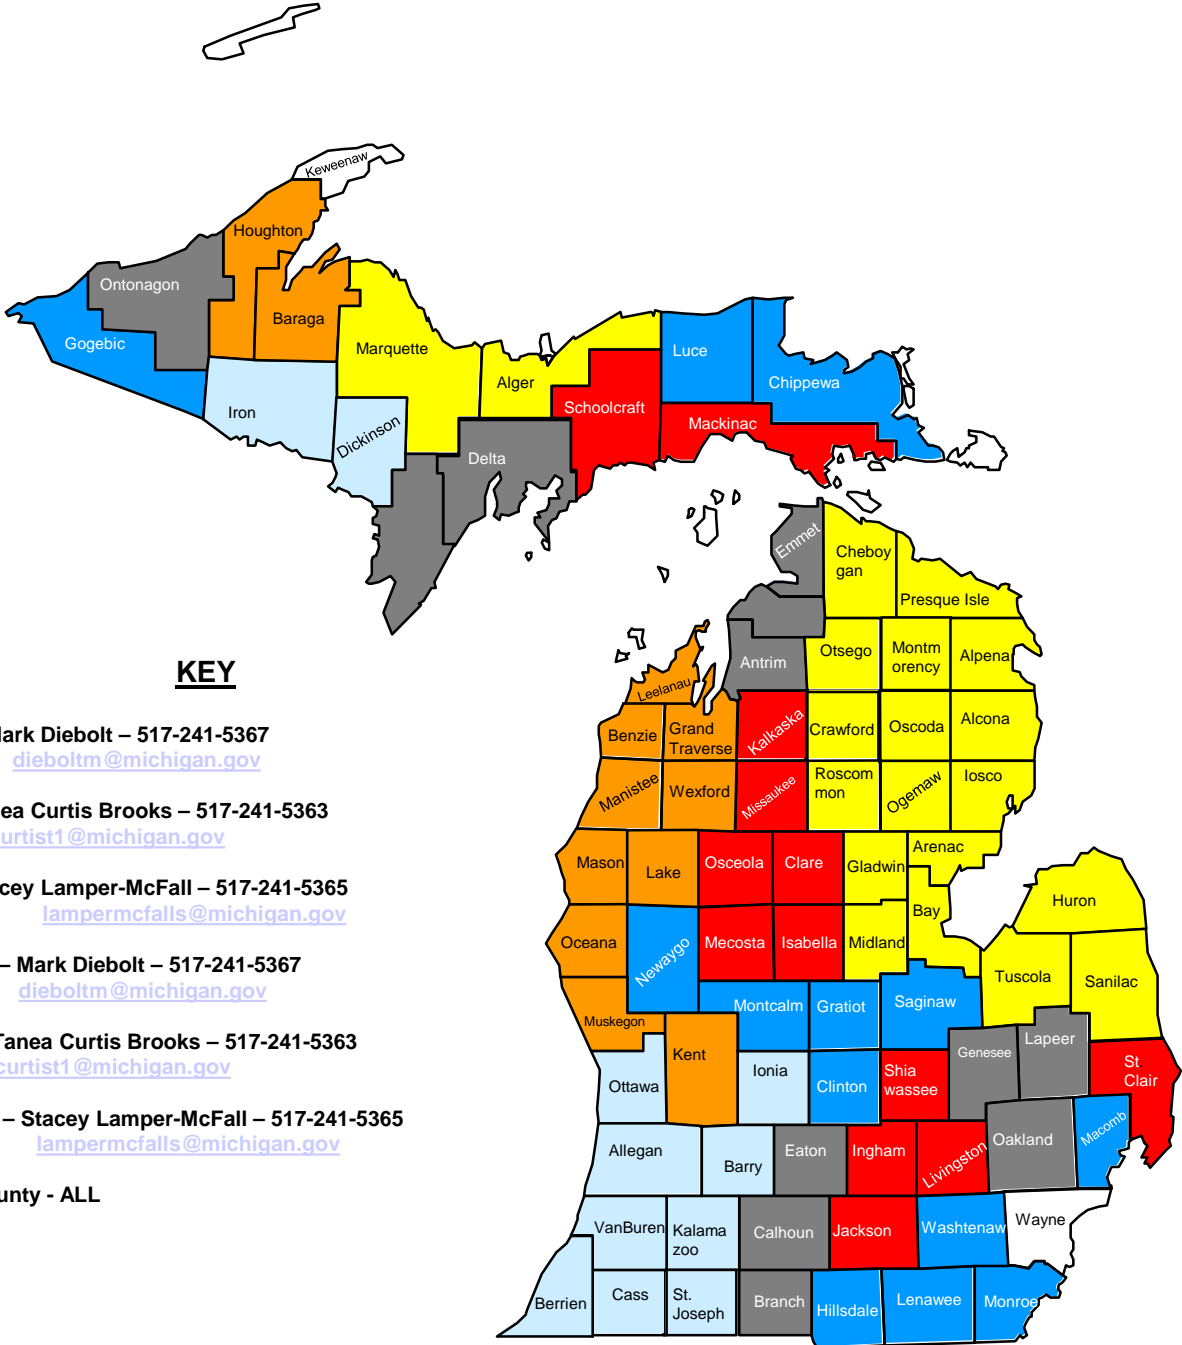 Keweenaw
Houghton
Ontonagon
Baraga
Gogebic
Marquette
Luce
Alger
Chippewa
Iron
Schoolcraft
Mackinac
Dickinson
Delta
Emmet
Cheboy
gan
Presque Isle
Otsego
Montm
orency
Alpena
Antrim
Leelanau
Benzie
Grand
Traverse
Kalkaska
Crawford
Oscoda
Alcona
Manistee
Wexford
Missaukee
Roscom
mon
Ogemaw
Iosco
Mason
Lake
Osceola
Clare
Gladwin
Arenac
Huron
Oceana
Newaygo
Mecosta
Isabella
Midland
Bay
Tuscola
Sanilac
Muskegon
Montcalm
Gratiot
Saginaw
Kent
Genesee
Lapeer
St.
Clair
Ottawa
Ionia
Clinton
Shia
wassee
Allegan
Barry
Eaton
Ingham
Livingston
Oakland
Macomb
VanBuren
Kalama
zoo
Calhoun
Jackson
Washtenaw
Wayne
Berrien
Cass
St.
Joseph
Branch
Hillsdale
Lenawee
Monroe
KEY
Mark Diebolt – 517-241-5367
dieboltm@michigan.gov
ea Curtis Brooks – 517-241-5363
curtist1@michigan.gov
cey Lamper-McFall – 517-241-5365
lampermcfalls@michigan.gov
– Mark Diebolt – 517-241-5367
dieboltm@michigan.gov
Tanea Curtis Brooks – 517-241-5363
curtist1@michigan.gov
– Stacey Lamper-McFall – 517-241-5365
lampermcfalls@michigan.gov
unty - ALL